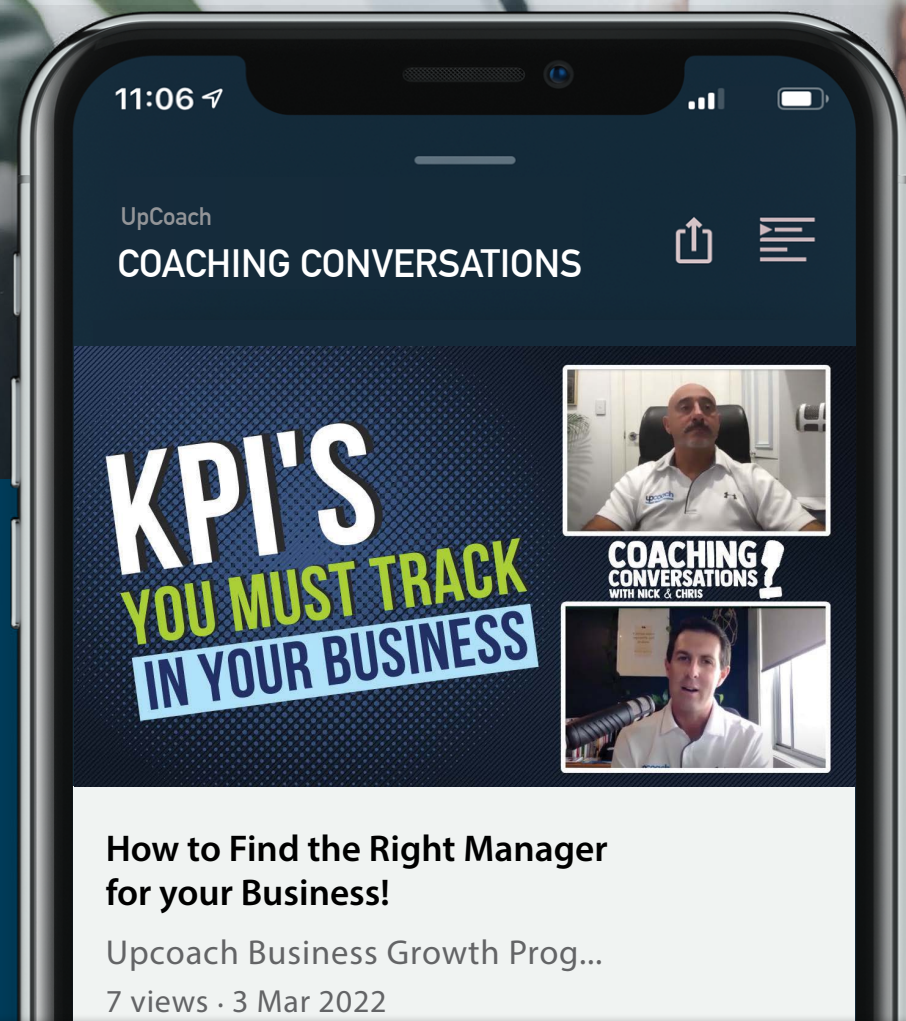 11:06
UpCoach
COACHING CONVERSATIONS
KPI'S
YOU MUST TRACK
IN YOUR BUSINESS
upcoach
COACHING
CONVERSATIONS
WITH NICK & CHRIS
How to Find the Right Manager
for your Business!
Upcoach Business Growth Prog...
7 views · 3 Mar 2022